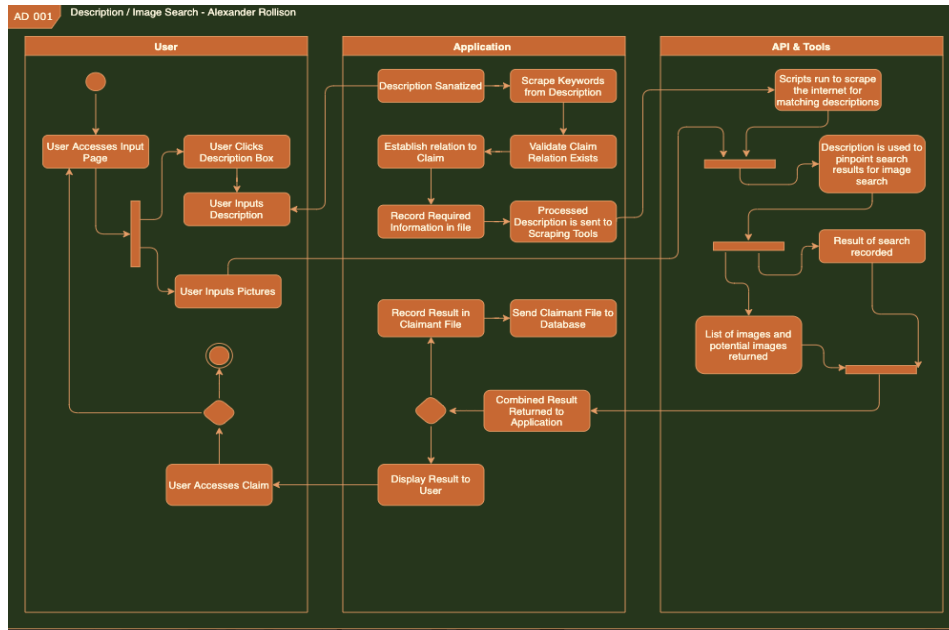 AD 001
Description / Image Search - Alexander Rollison
User
Application
API & Tools
User Accesses Input
Page
User Clicks
Description Box
User Inputs
Description
User Inputs Pictures
User Accesses Claim
Description Sanatized
Scrape Keywords
from Description
Establish relation to
Claim
Validate Claim
Relation Exists
Record Required
Information in file
Processed
Description is sent to
Scraping Tools
Record Result in
Claimant File
Send Claimant File to
Database
Combined Result
Returned to
Application
Display Result to
User
Scripts run to scrape
the internet for
matching descriptions
Description is used to
pinpoint search
results for image
search
Result of search
recorded
List of images and
potential images
returned